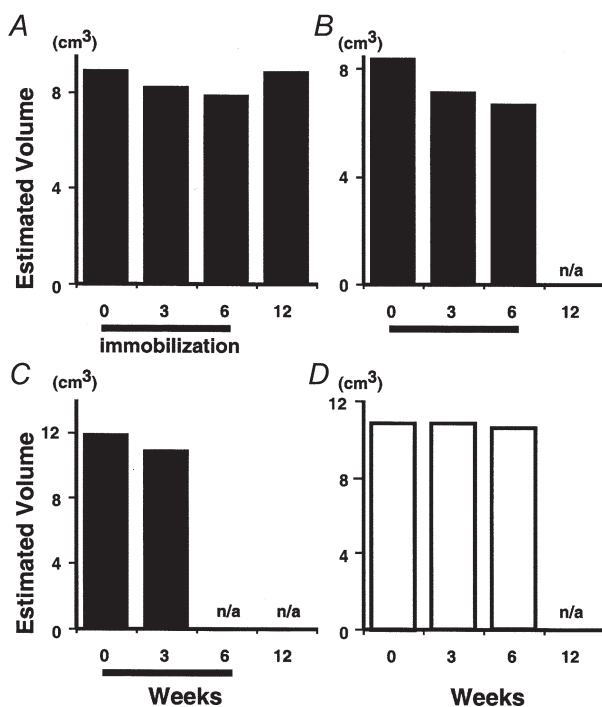 A
(cm3)
Estimated Volume
8
4
0
0 3 6 12
immobilization
B
(cm3)
8
4
0
n/a
0 3 6 12
C
(cm3)
Estimated Volume
12
8
4
0
n/a n/a
0 3 6 12
Weeks
D
(cm3)
12
8
4
0
n/a
0 3 6 12
Weeks